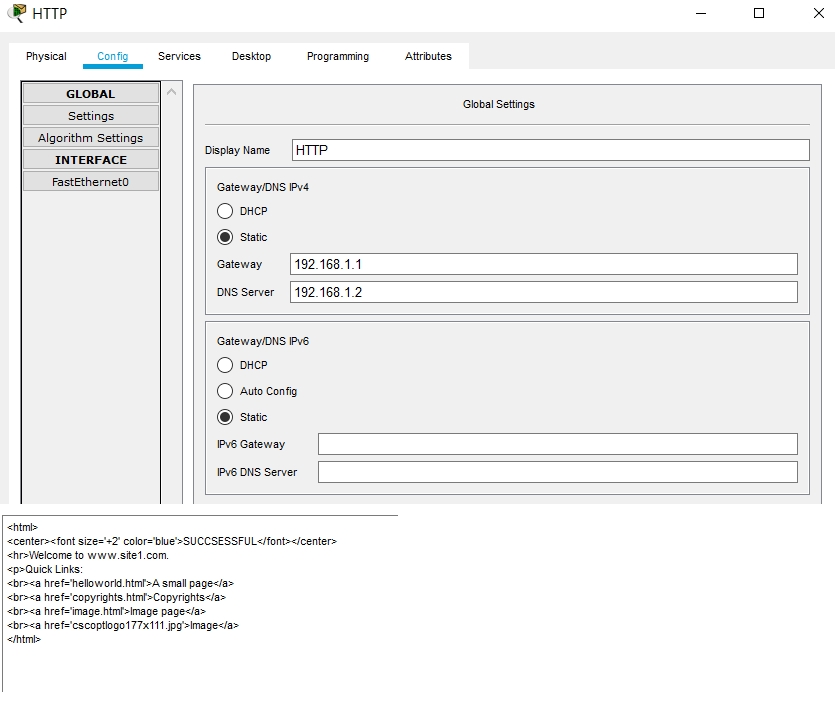 HTTP
Physical Config Services Desktop Programming Attributes
GLOBAL
Settings
Algorithm Settings
INTERFACE
FastEthernet0
Global Settings
Display Name HTTP
Gateway/DNS IPv4
DHCP
Static
Gateway 192.168.1.1
DNS Server 192.168.1.2
Gateway/DNS IPv6
DHCP
Auto Config
Static
IPv6 Gateway
IPv6 DNS Server
<html>
<center><font size='+2' color='blue'>SUCCSESSFUL</font></center>
<hr>Welcome to www.site1.com.
<p>Quick Links:
<br><a href='helloworld.html'>A small page</a>
<br><a href='copyrights.html'>Copyrights</a>
<br><a href='image.html'>Image page</a>
<br><a href='cscoptlogo177x111.jpg'>Image</a>
</html>